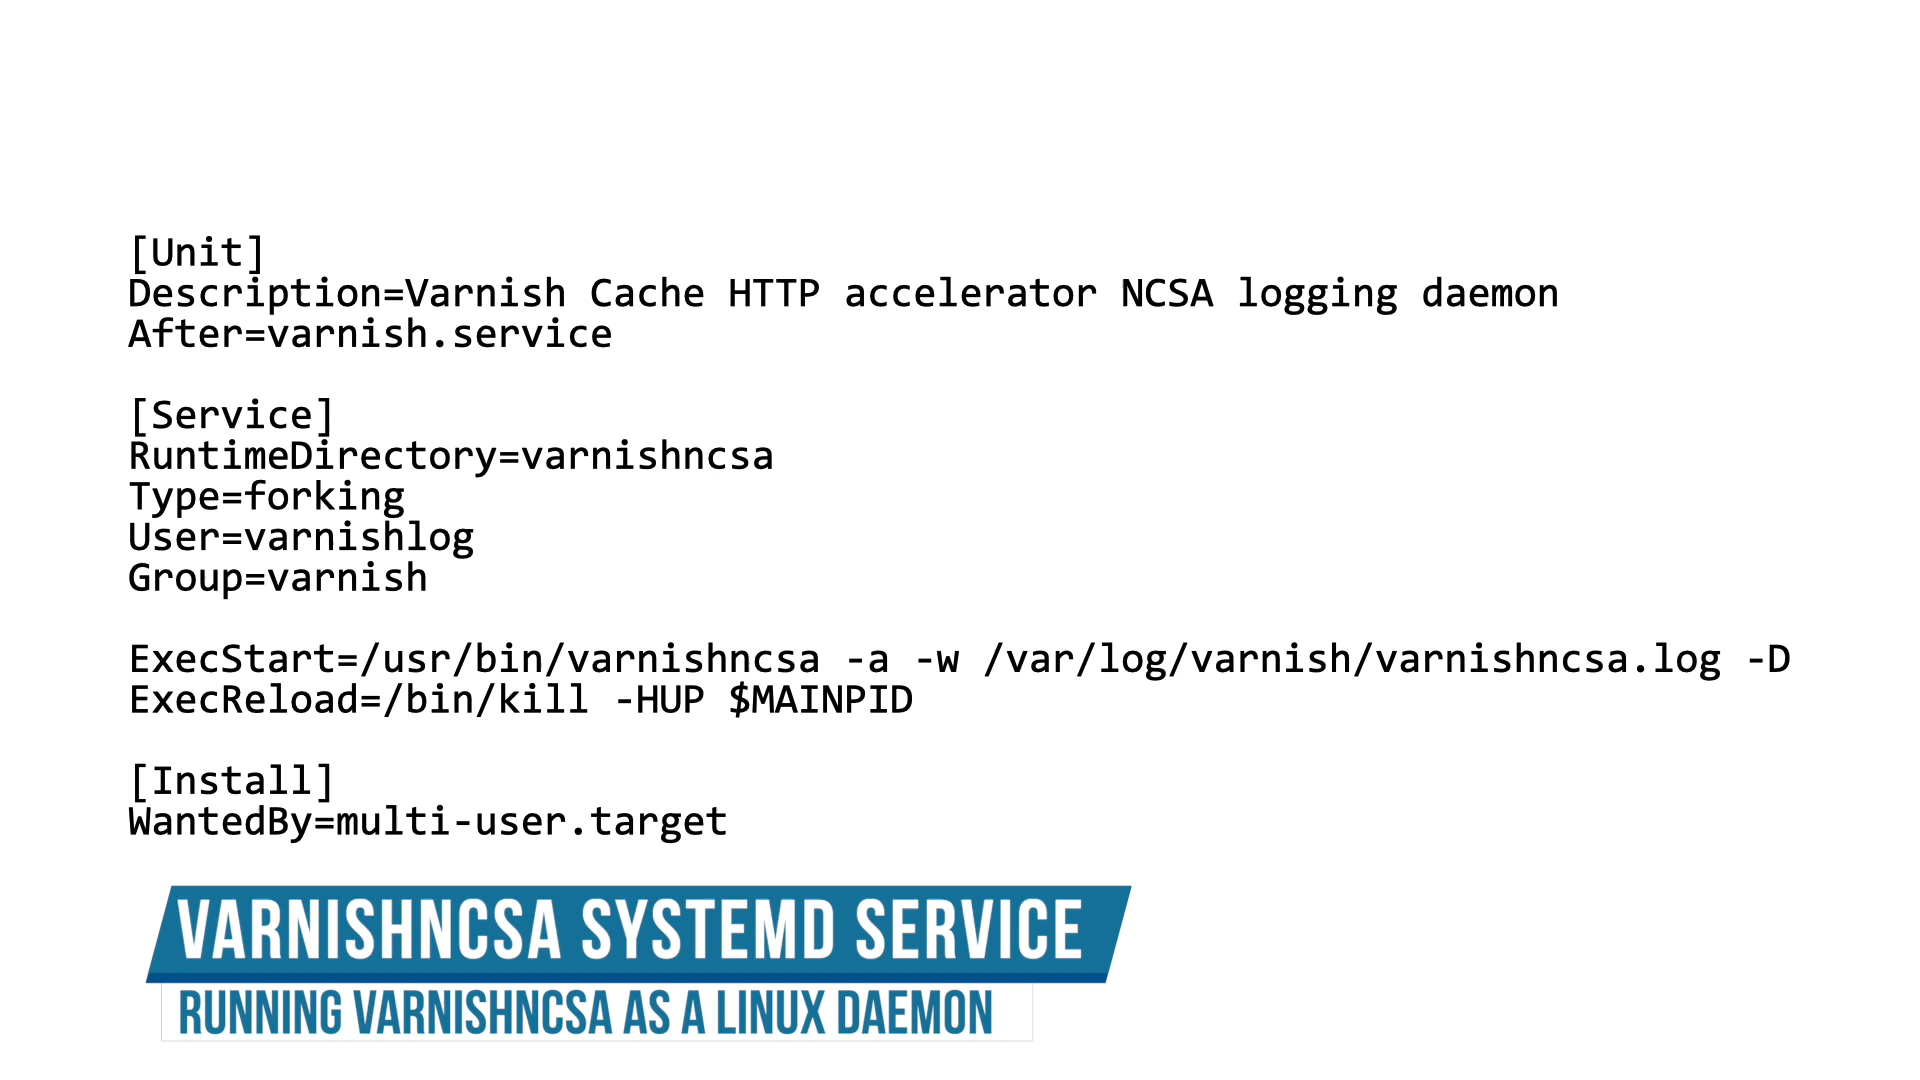 [Unit]
Description=Varnish Cache HTTP accelerator NCSA logging daemon
After=varnish.service
[Service]
RuntimeDirectory=varnishncsa
Type=forking
User=varnishlog
Group=varnish
ExecStart=/usr/bin/varnishncsa -a -w /var/log/varnish/varnishncsa.log -D
ExecReload=/bin/kill -HUP $MAINPID
[Install]
WantedBy=multi-user.target
VARNISHNCSA SYSTEMD SERVICE
RUNNING VARNISHNCSA AS A LINUX DAEMON